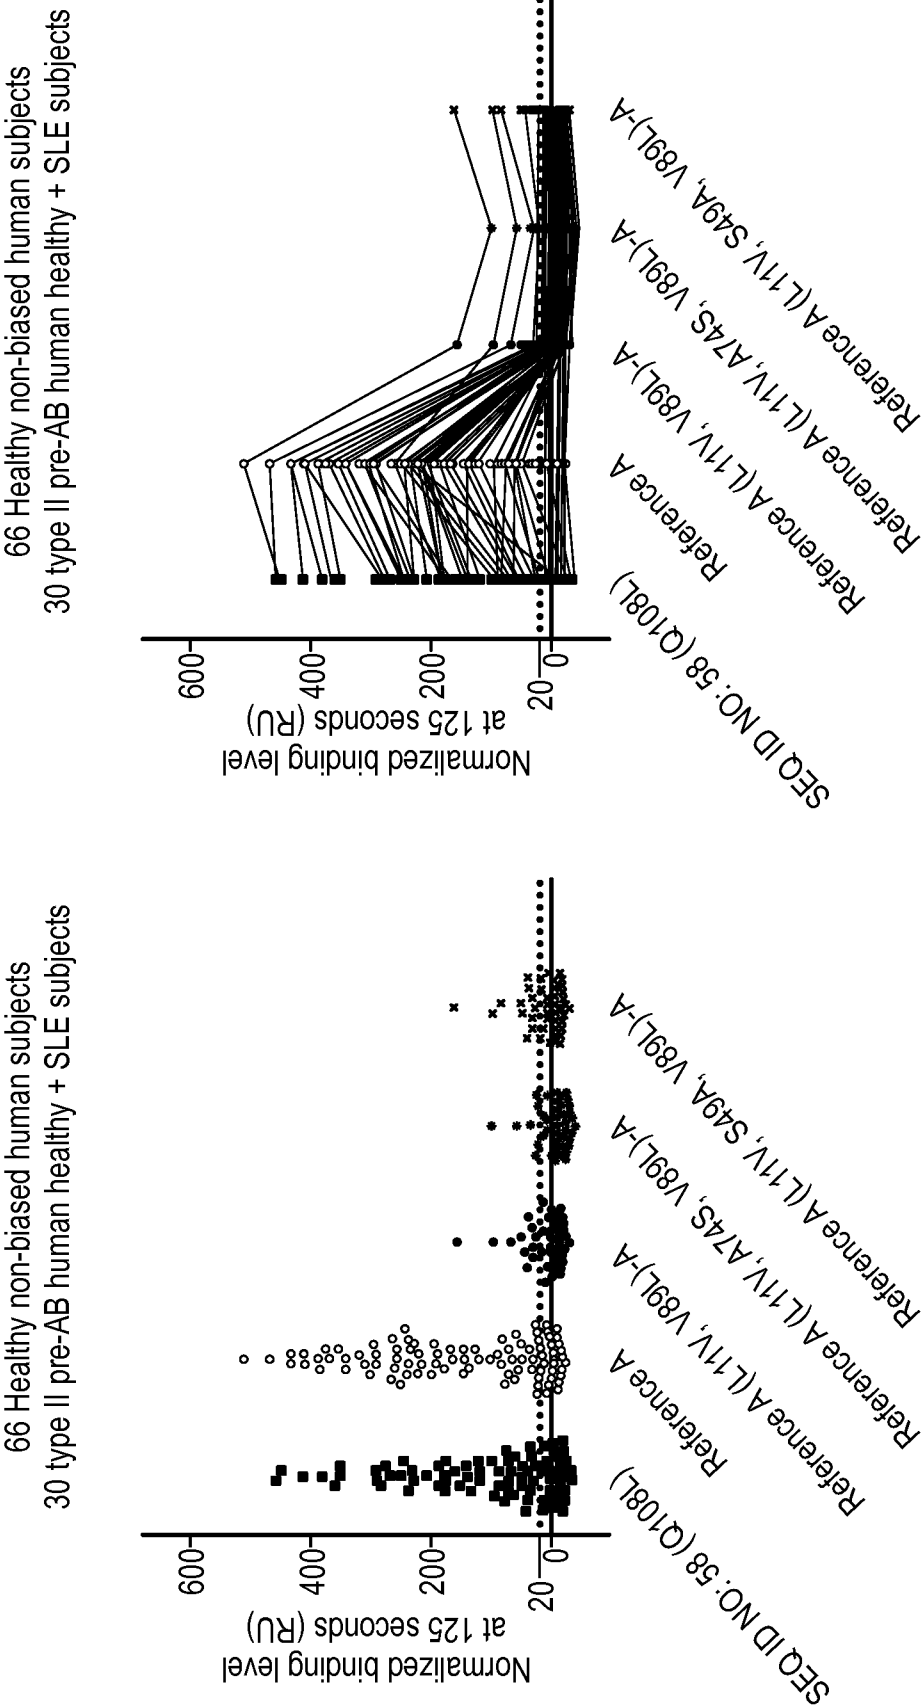 66 Healthy non-biased human subjects
30 type II pre-AB human healthy + SLE subjects
Normalized binding level
at 125 seconds (RU)
600
400
200
20
0
SEQ ID NO: 58 (Q108L)
Reference A
Reference A (L11V, V89L)-A
Reference A (L11V, A74S, V89L)-A
Reference A (L11V, S49A, V89L)-A
66 Healthy non-biased human subjects
30 type II pre-AB human healthy + SLE subjects
Normalized binding level
at 125 seconds (RU)
600
400
200
20
0
SEQ ID NO: 58 (Q108L)
Reference A
Reference A (L11V, V89L)-A
Reference A (L11V, A74S, V89L)-A
Reference A (L11V, S49A, V89L)-A